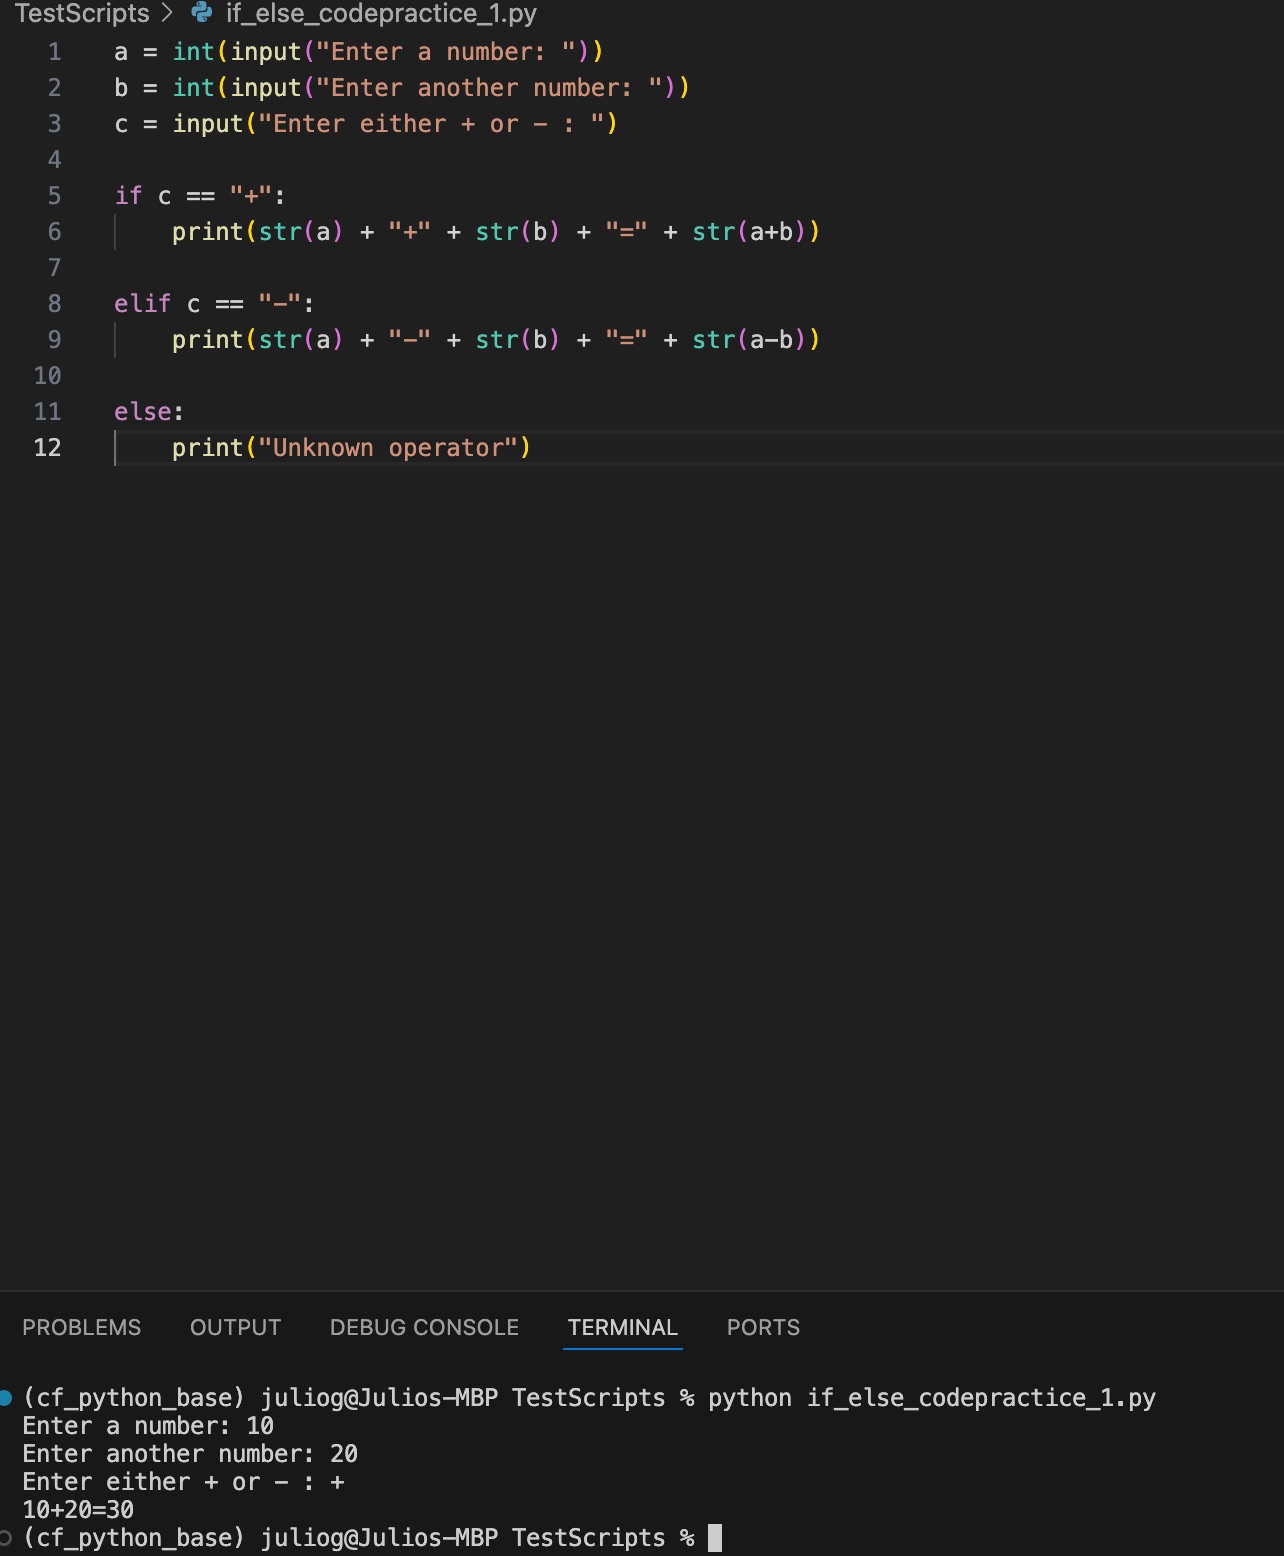 TestScripts > if_else_codepractice_1.py
1 a = int(input("Enter a number: "))
2 b = int(input("Enter another number: "))
3 c = input("Enter either + or - : ")
4
5 if c == "+":
6     print(str(a) + "+" + str(b) + "=" + str(a+b))
7
8 elif c == "-":
9     print(str(a) + "-" + str(b) + "=" + str(a-b))
10
11 else:
12     print("Unknown operator")
PROBLEMS OUTPUT DEBUG CONSOLE TERMINAL PORTS
(cf_python_base) juliog@Julios-MBP TestScripts % python if_else_codepractice_1.py
Enter a number: 10
Enter another number: 20
Enter either + or - : +
10+20=30
(cf_python_base) juliog@Julios-MBP TestScripts %